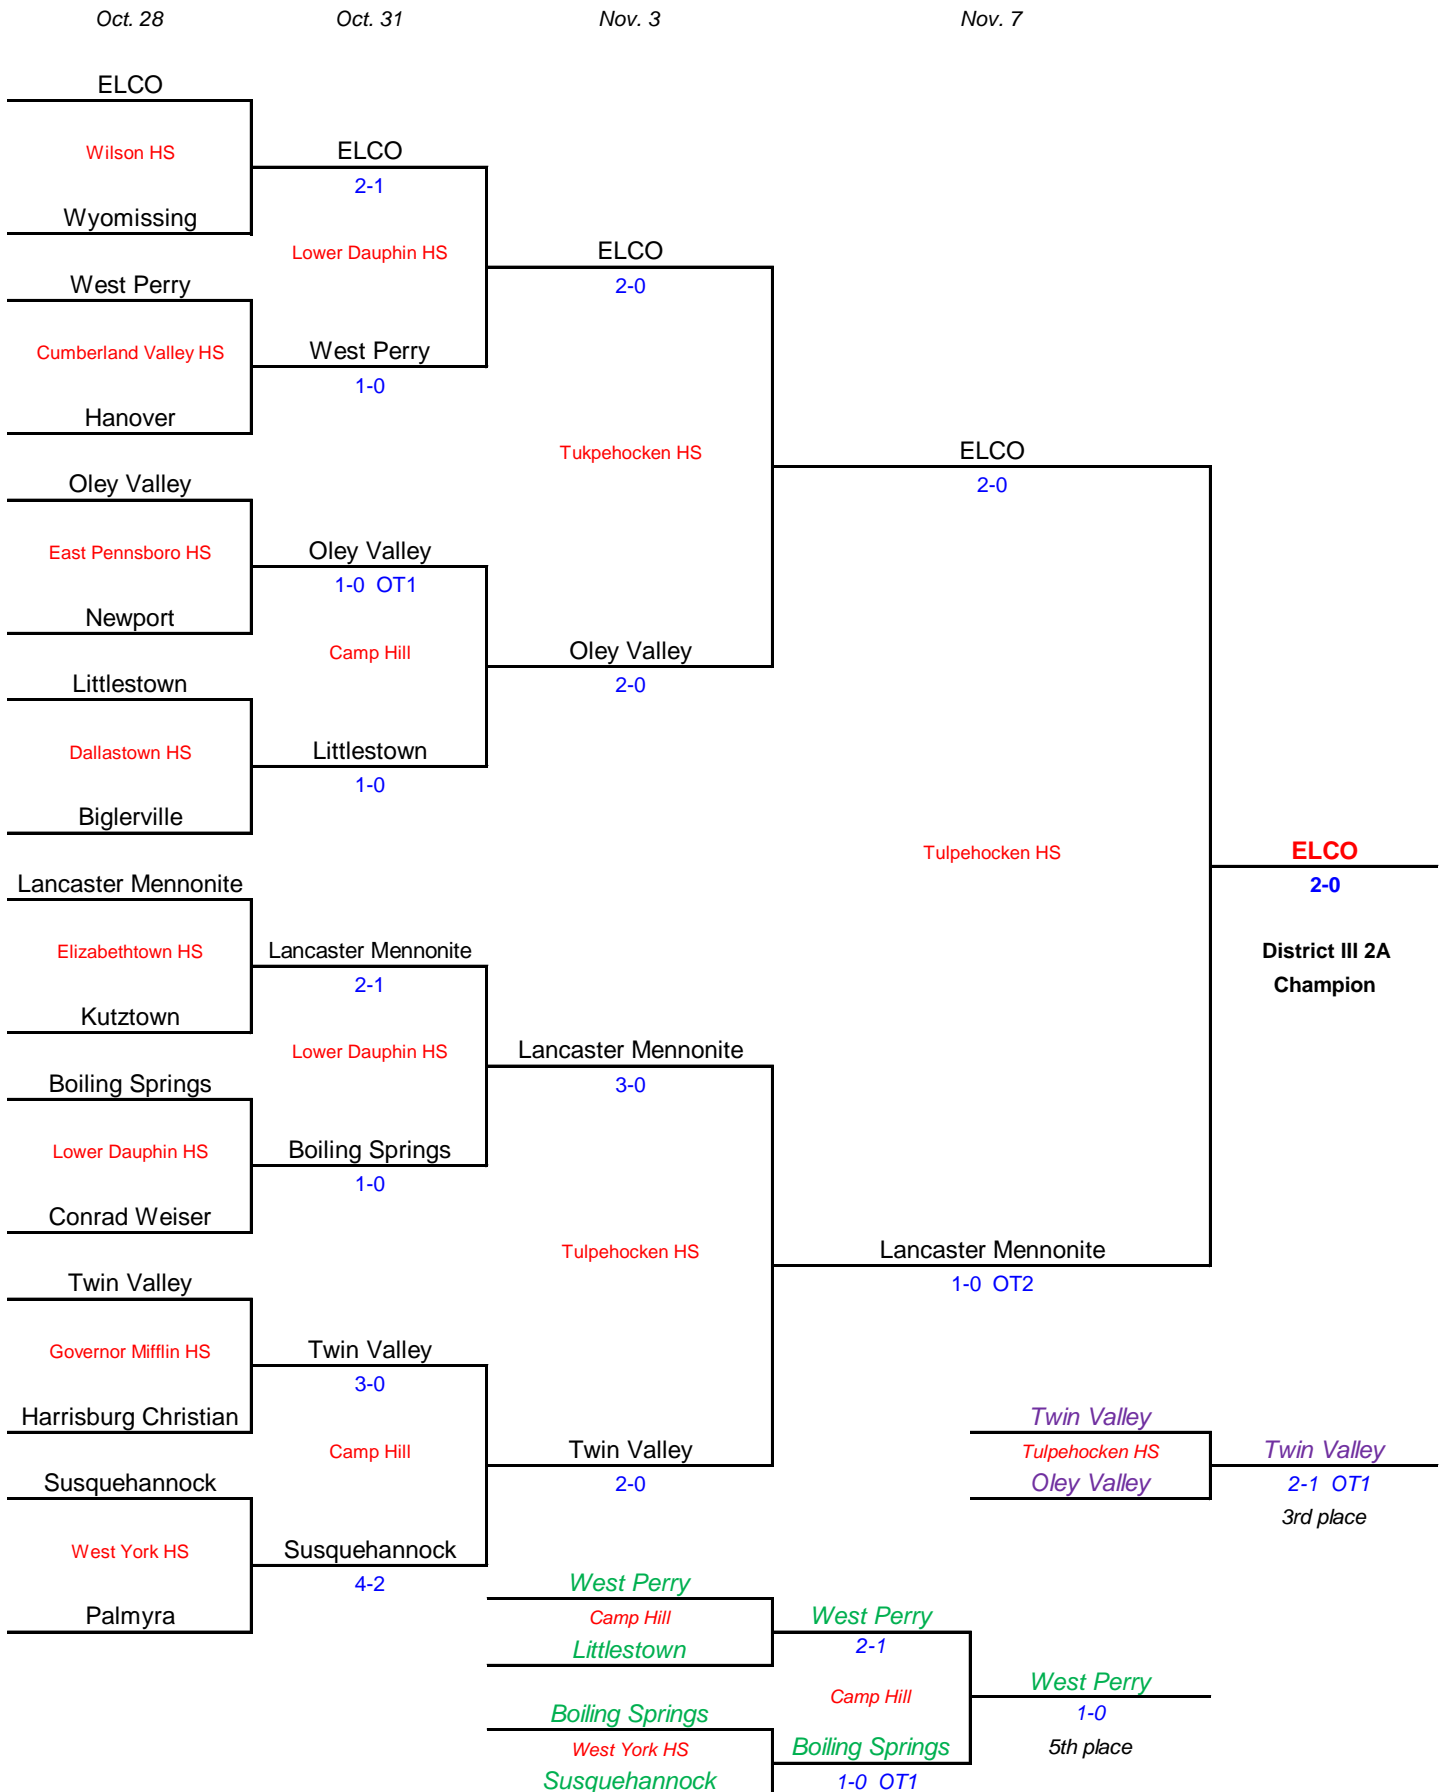 Oct. 28 Oct. 31 Nov. 3 Nov. 7
ELCO
Wilson HS ELCO
2-1
Wyomissing
Lower Dauphin HS ELCO
West Perry 2-0
Cumberland Valley HS West Perry
1-0
Hanover
Tukpehocken HS ELCO
Oley Valley 2-0
East Pennsboro HS Oley Valley
1-0 OT1
Newport
Camp Hill Oley Valley
Littlestown 2-0
Dallastown HS Littlestown
1-0
Biglerville
Tulpehocken HS ELCO
Lancaster Mennonite 2-0
Elizabethtown HS Lancaster Mennonite District III 2A
2-1 Champion
Kutztown
Lower Dauphin HS Lancaster Mennonite
Boiling Springs 3-0
Lower Dauphin HS Boiling Springs
1-0
Conrad Weiser
Tulpehocken HS Lancaster Mennonite
Twin Valley 1-0 OT2
Governor Mifflin HS Twin Valley
3-0
Harrisburg Christian Twin Valley
Camp Hill Twin Valley Tulpehocken HS Twin Valley
Susquehannock 2-0 Oley Valley 2-1 OT1
3rd place
West York HS Susquehannock
4-2 West Perry
Palmyra Camp Hill West Perry
Littlestown 2-1
Camp Hill West Perry
Boiling Springs 1-0
West York HS Boiling Springs 5th place
Susquehannock 1-0 OT1